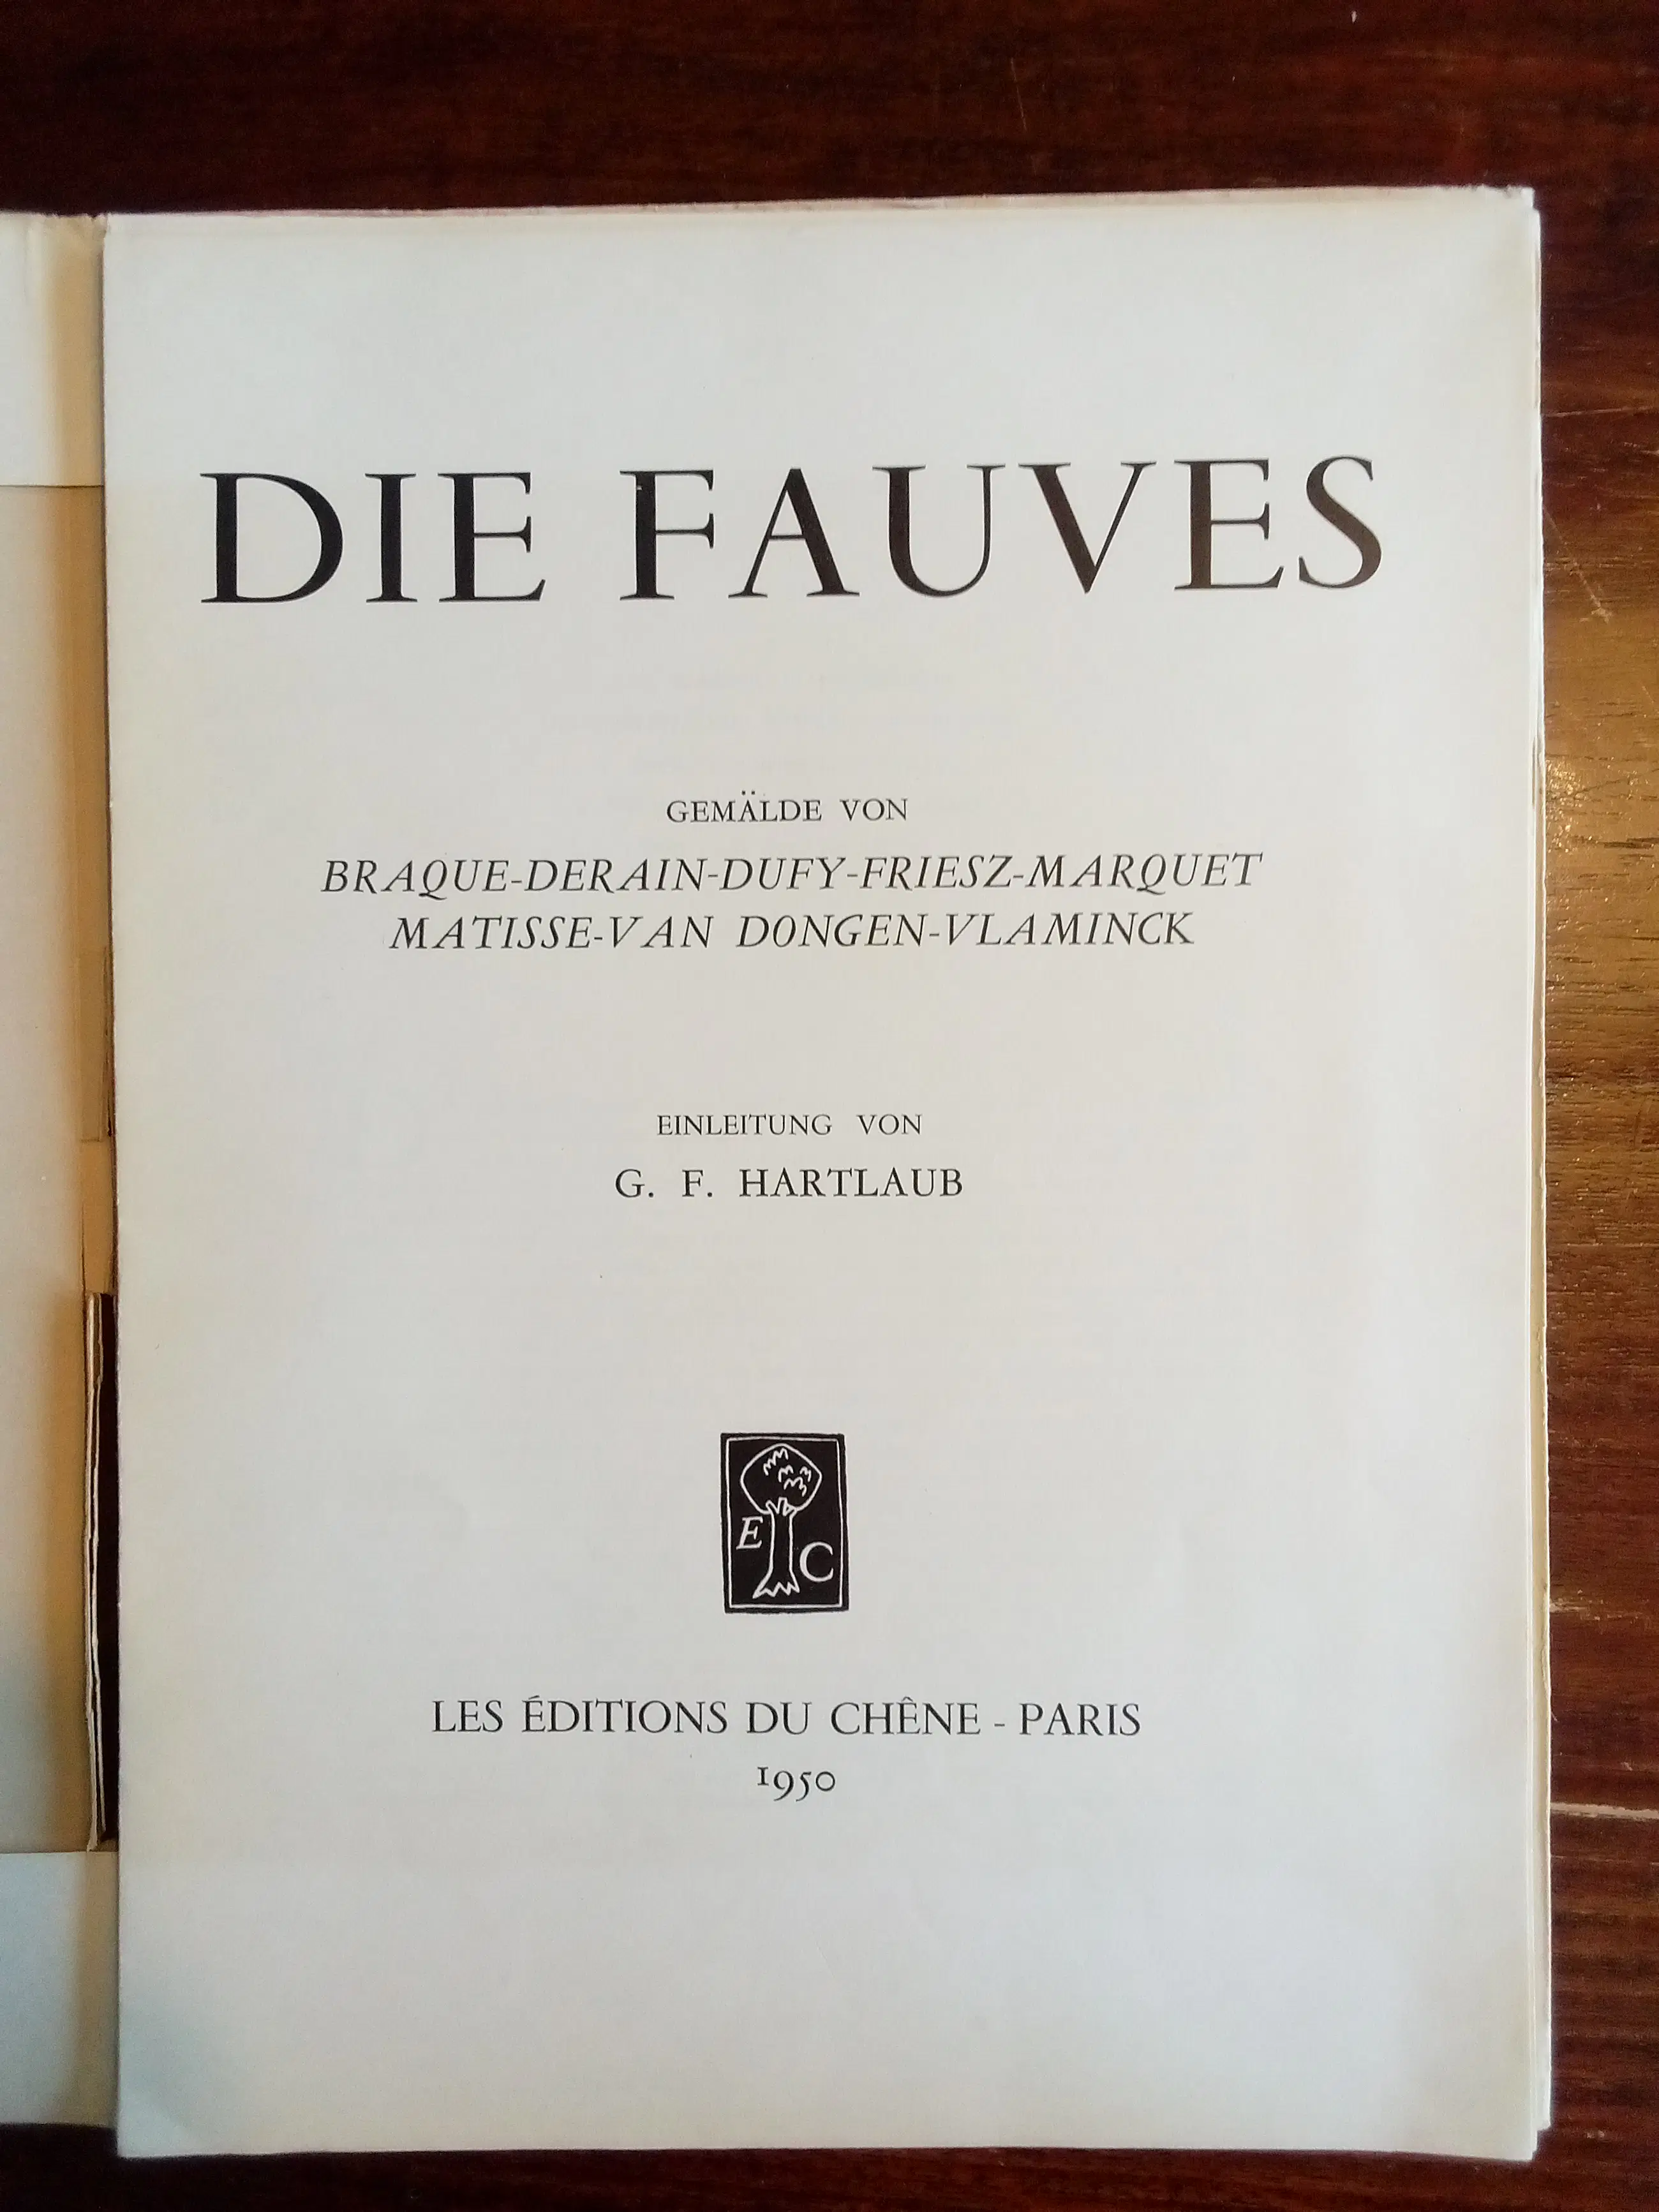 DIE FAUVES
GEMÄLDE VON
BRAQUE-DERAIN-DUFY-FRIESZ-MARQUET
MATISSE-VAN DONGEN-VLAMINCK
EINLEITUNG VON
G. F. HARTLAUB
E
C
LES ÉDITIONS DU CHÊNE - PARIS
1950